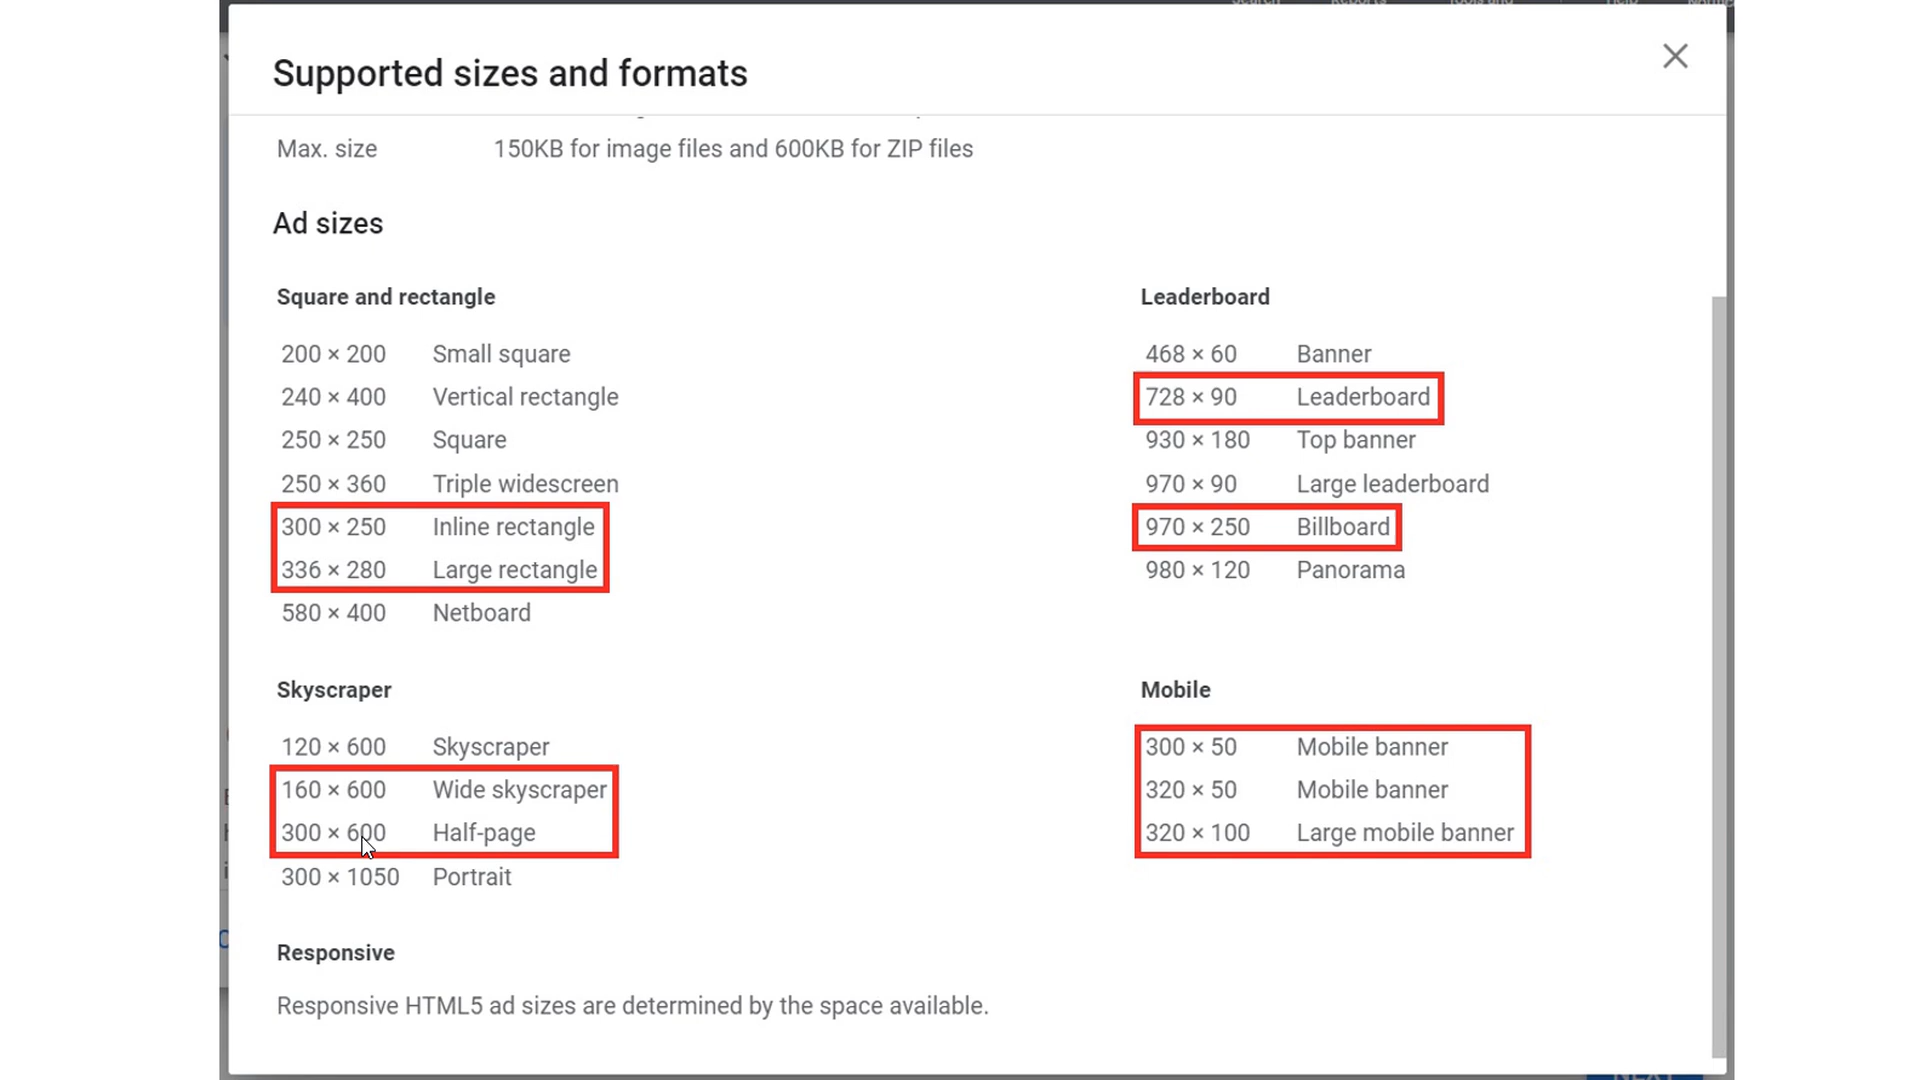 Supported sizes and formats
Max. size 150KB for image files and 600KB for ZIP files
Ad sizes
Square and rectangle
200 × 200 Small square
240 × 400 Vertical rectangle
250 × 250 Square
250 × 360 Triple widescreen
300 × 250 Inline rectangle
336 × 280 Large rectangle
580 × 400 Netboard
Leaderboard
468 × 60 Banner
728 × 90 Leaderboard
930 × 180 Top banner
970 × 90 Large leaderboard
970 × 250 Billboard
980 × 120 Panorama
Skyscraper
120 × 600 Skyscraper
160 × 600 Wide skyscraper
300 × 600 Half-page
300 × 1050 Portrait
Mobile
300 × 50 Mobile banner
320 × 50 Mobile banner
320 × 100 Large mobile banner
Responsive
Responsive HTML5 ad sizes are determined by the space available.